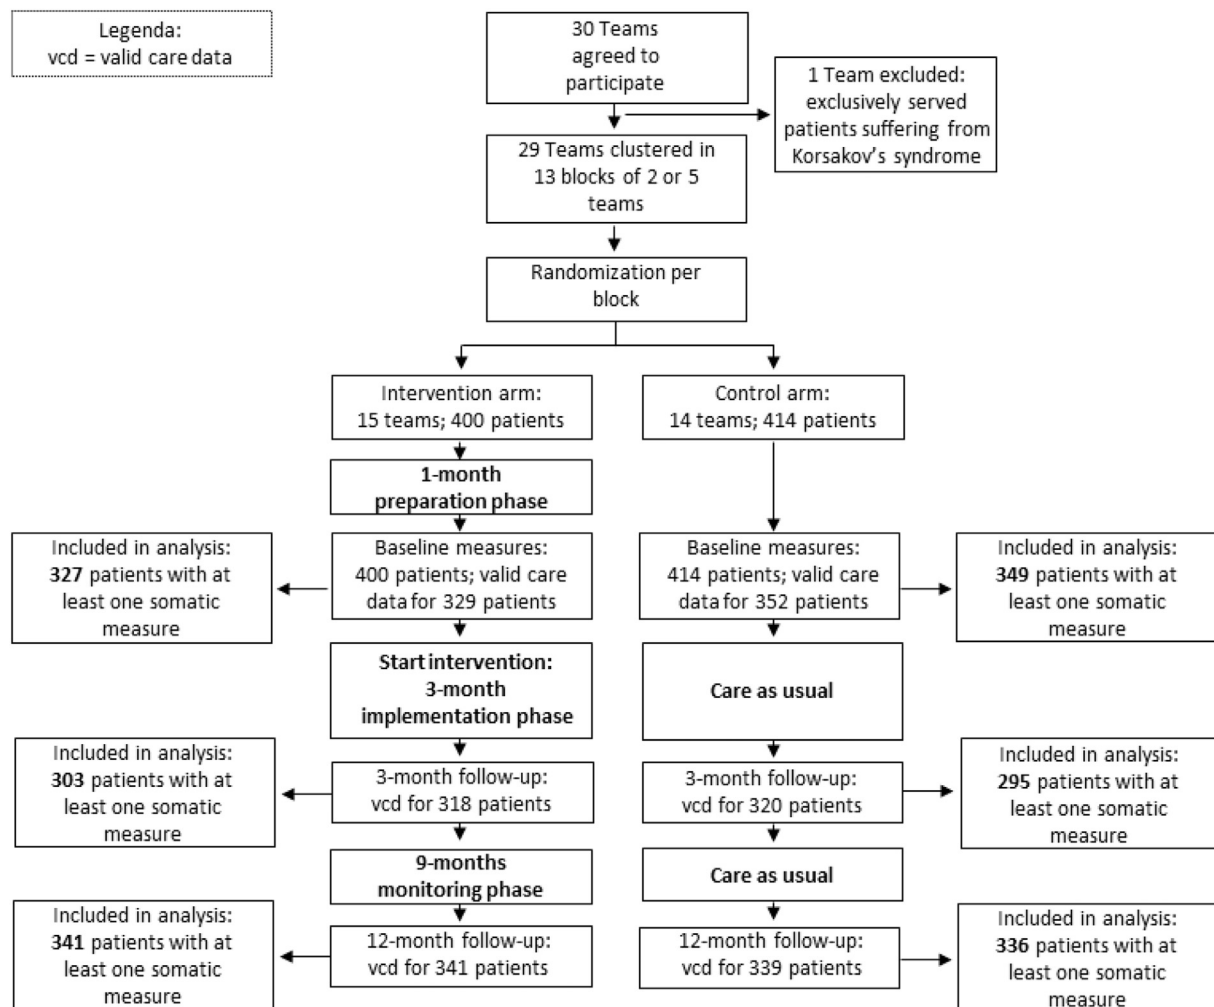 Legenda:
vcd = valid care data
30 Teams
agreed to
participate
1 Team excluded:
exclusively served
patients suffering from
Korsakov's syndrome
29 Teams clustered in
13 blocks of 2 or 5
teams
Randomization per
block
Intervention arm:
15 teams; 400 patients
Control arm:
14 teams; 414 patients
1-month
preparation phase
Included in analysis:
327 patients with at
least one somatic
measure
Baseline measures:
400 patients; valid care
data for 329 patients
Baseline measures:
414 patients; valid care
data for 352 patients
Included in analysis:
349 patients with at
least one somatic
measure
Start intervention:
3-month
implementation phase
Care as usual
Included in analysis:
303 patients with at
least one somatic
measure
3-month follow-up:
vcd for 318 patients
3-month follow-up:
vcd for 320 patients
Included in analysis:
295 patients with at
least one somatic
measure
9-months
monitoring phase
Care as usual
Included in analysis:
341 patients with at
least one somatic
measure
12-month follow-up:
vcd for 341 patients
12-month follow-up:
vcd for 339 patients
Included in analysis:
336 patients with at
least one somatic
measure